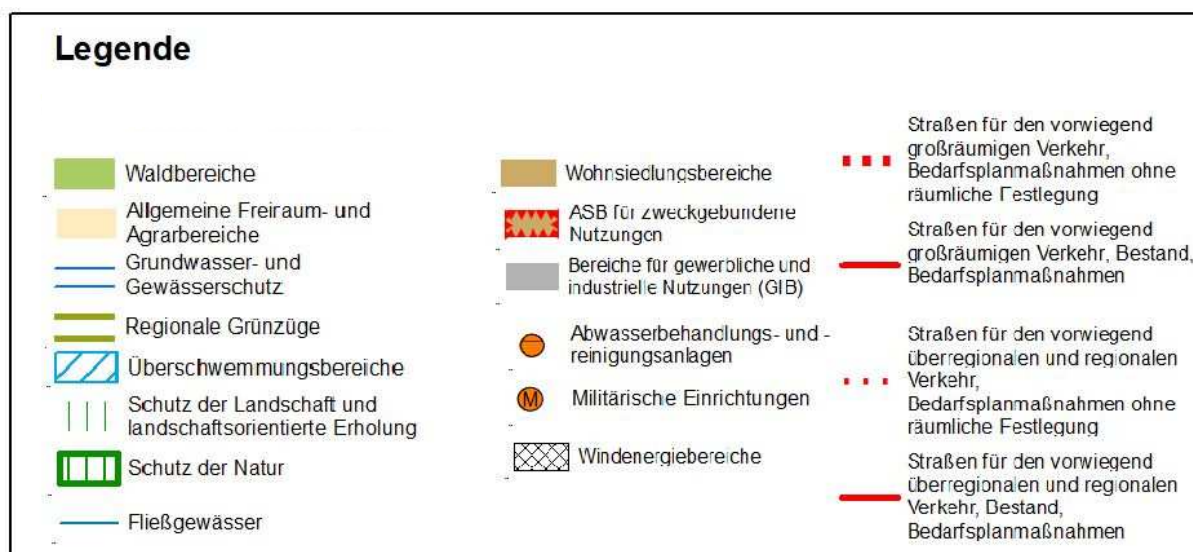 Legende
Waldbereiche
Allgemeine Freiraum- und
Agrarbereiche
Grundwasser- und
Gewässerschutz
Regionale Grünzüge
Überschwemmungsbereiche
Schutz der Landschaft und
landschaftsorientierte Erholung
Schutz der Natur
Fließgewässer
Wohnsiedlungsbereiche
ASB für zweckgebundene
Nutzungen
Bereiche für gewerbliche und
industrielle Nutzungen (GIB)
Abwasserbehandlungs- und -
reinigungsanlagen
M
Militärische Einrichtungen
Windenergiebereiche
Straßen für den vorwiegend
großräumigen Verkehr,
Bedarfsplanmaßnahmen ohne
räumliche Festlegung
Straßen für den vorwiegend
großräumigen Verkehr, Bestand,
Bedarfsplanmaßnahmen
Straßen für den vorwiegend
überregionalen und regionalen
Verkehr,
Bedarfsplanmaßnahmen ohne
räumliche Festlegung
Straßen für den vorwiegend
überregionalen und regionalen
Verkehr, Bestand,
Bedarfsplanmaßnahmen